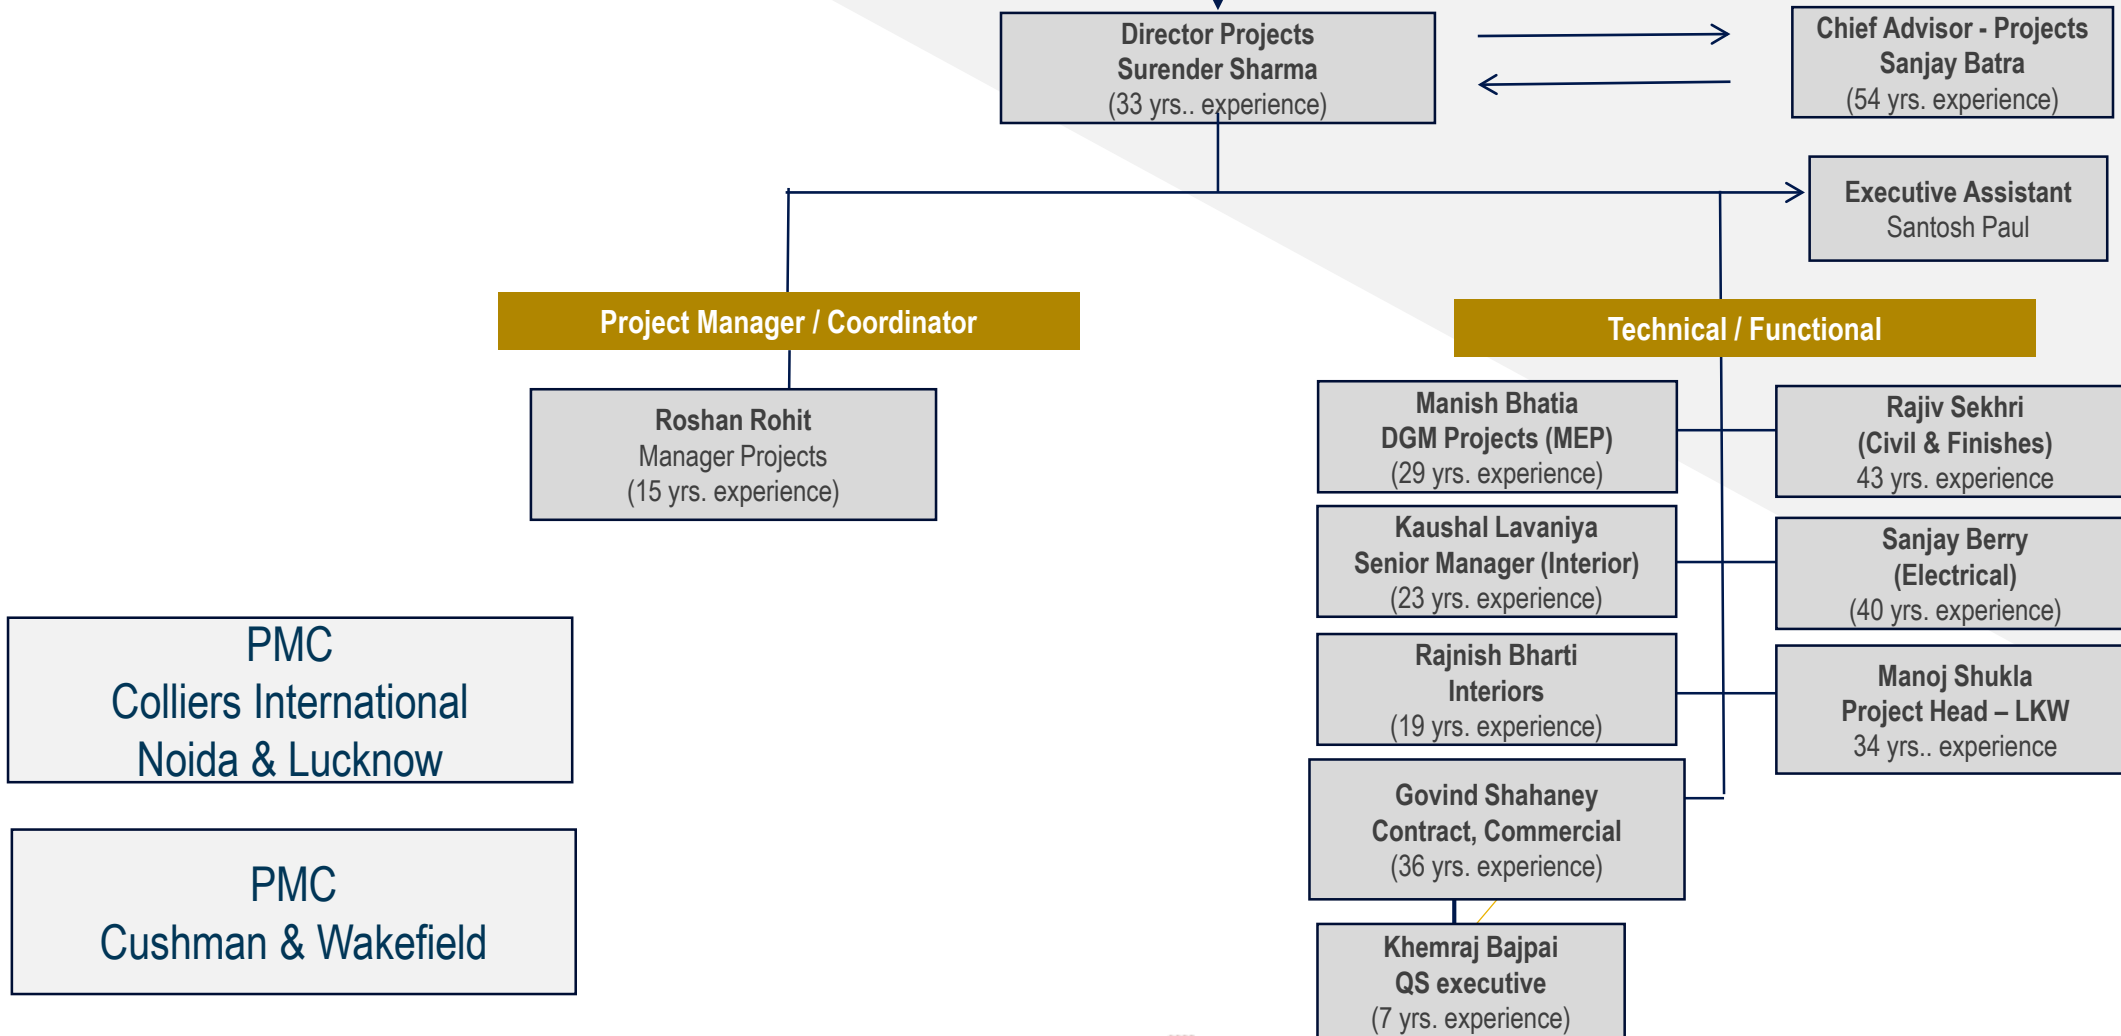 Director Projects
Surender Sharma
(33 yrs.. experience)
Chief Advisor - Projects
Sanjay Batra
(54 yrs. experience)
Executive Assistant
Santosh Paul
Project Manager / Coordinator
Technical / Functional
Roshan Rohit
Manager Projects
(15 yrs. experience)
Manish Bhatia
DGM Projects (MEP)
(29 yrs. experience)
Rajiv Sekhri
(Civil & Finishes)
43 yrs. experience
Kaushal Lavaniya
Senior Manager (Interior)
(23 yrs. experience)
Sanjay Berry
(Electrical)
(40 yrs. experience)
Rajnish Bharti
Interiors
(19 yrs. experience)
Manoj Shukla
Project Head – LKW
34 yrs.. experience
Govind Shahaney
Contract, Commercial
(36 yrs. experience)
Khemraj Bajpai
QS executive
(7 yrs. experience)
PMC
Colliers International
Noida & Lucknow
PMC
Cushman & Wakefield